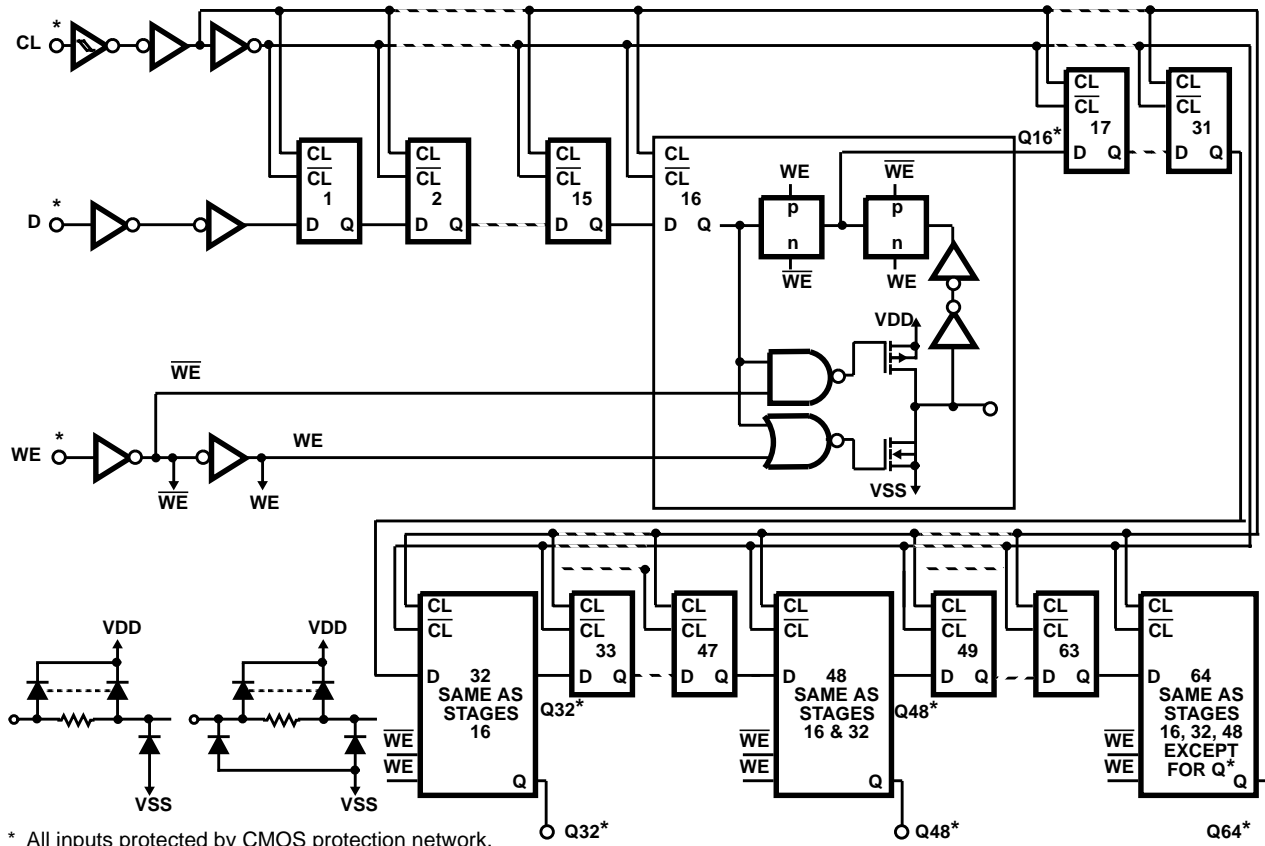 *
CL
CL
CL
1
D Q
CL
CL
2
D Q
CL
CL
15
D Q
CL
CL
16
D Q
WE
p
n
WE
WE
p
n
WE
Q16*
CL
CL
17
D Q
CL
CL
31
D Q
*
D
VDD
VSS
WE
*
WE
WE
WE
WE
CL
CL
D
32
SAME AS
STAGES
16
WE
WE
Q
Q32*
Q32*
CL
CL
33
D Q
CL
CL
47
D Q
CL
CL
D
48
SAME AS
STAGES
16 & 32
WE
WE
Q
Q48*
Q48*
CL
CL
49
D Q
CL
CL
63
D Q
CL
CL
D
64
SAME AS
STAGES
16, 32, 48
EXCEPT
FOR Q*
WE
WE
Q
Q64*
VDD
VSS
VDD
VSS
* All inputs protected by CMOS protection network.